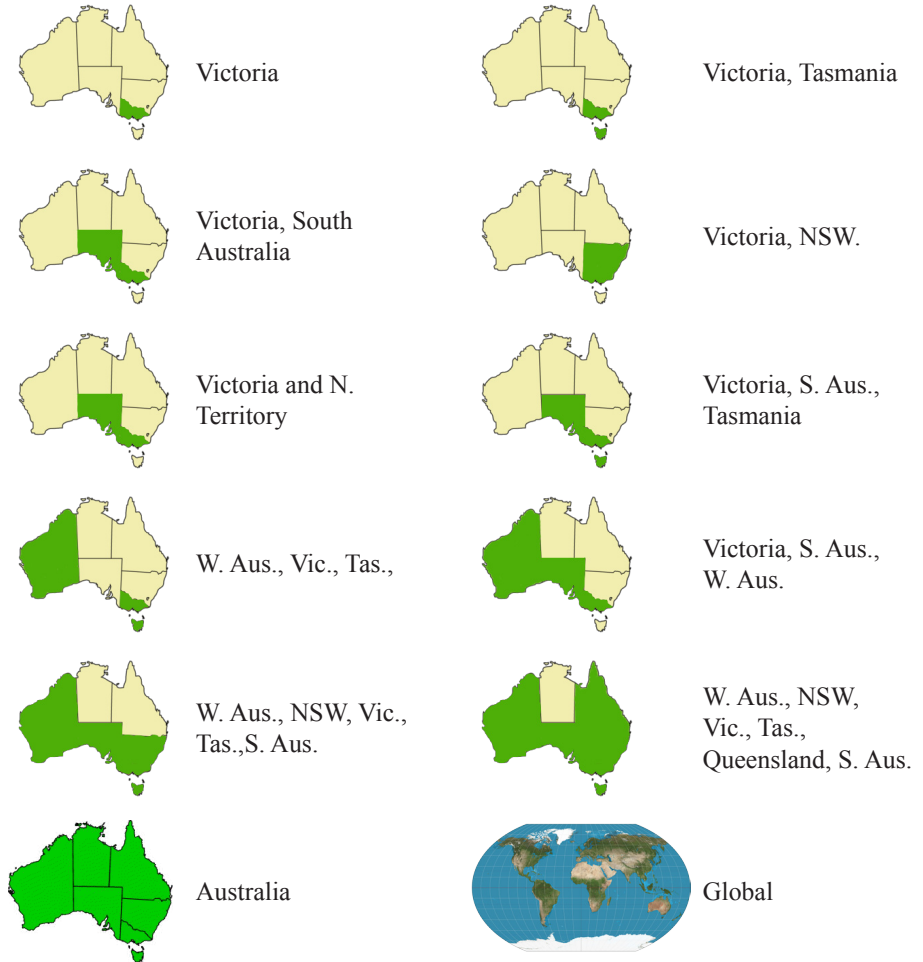 Victoria
Victoria, Tasmania
Victoria, South
Australia
Victoria, NSW.
Victoria and N.
Territory
Victoria, S. Aus.,
Tasmania
W. Aus., Vic., Tas.,
Victoria, S. Aus.,
W. Aus.
W. Aus., NSW, Vic.,
Tas.,S. Aus.
W. Aus., NSW,
Vic., Tas.,
Queensland, S. Aus.
Australia
Global